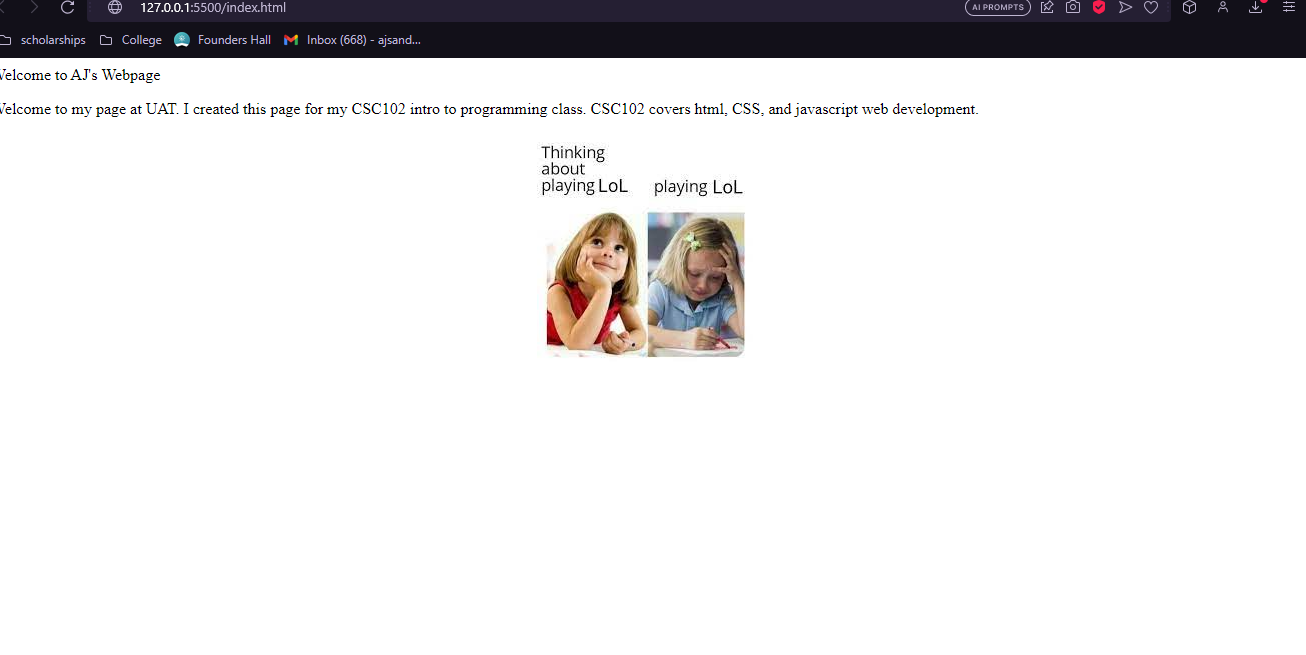 127.0.0.1:5500/index.html
AI PROMPTS
scholarships College Founders Hall Inbox (668) - ajsand...
elcome to AJ's Webpage
elcome to my page at UAT. I created this page for my CSC102 intro to programming class. CSC102 covers html, CSS, and javascript web development.
Thinking
about
playing LoL playing LoL